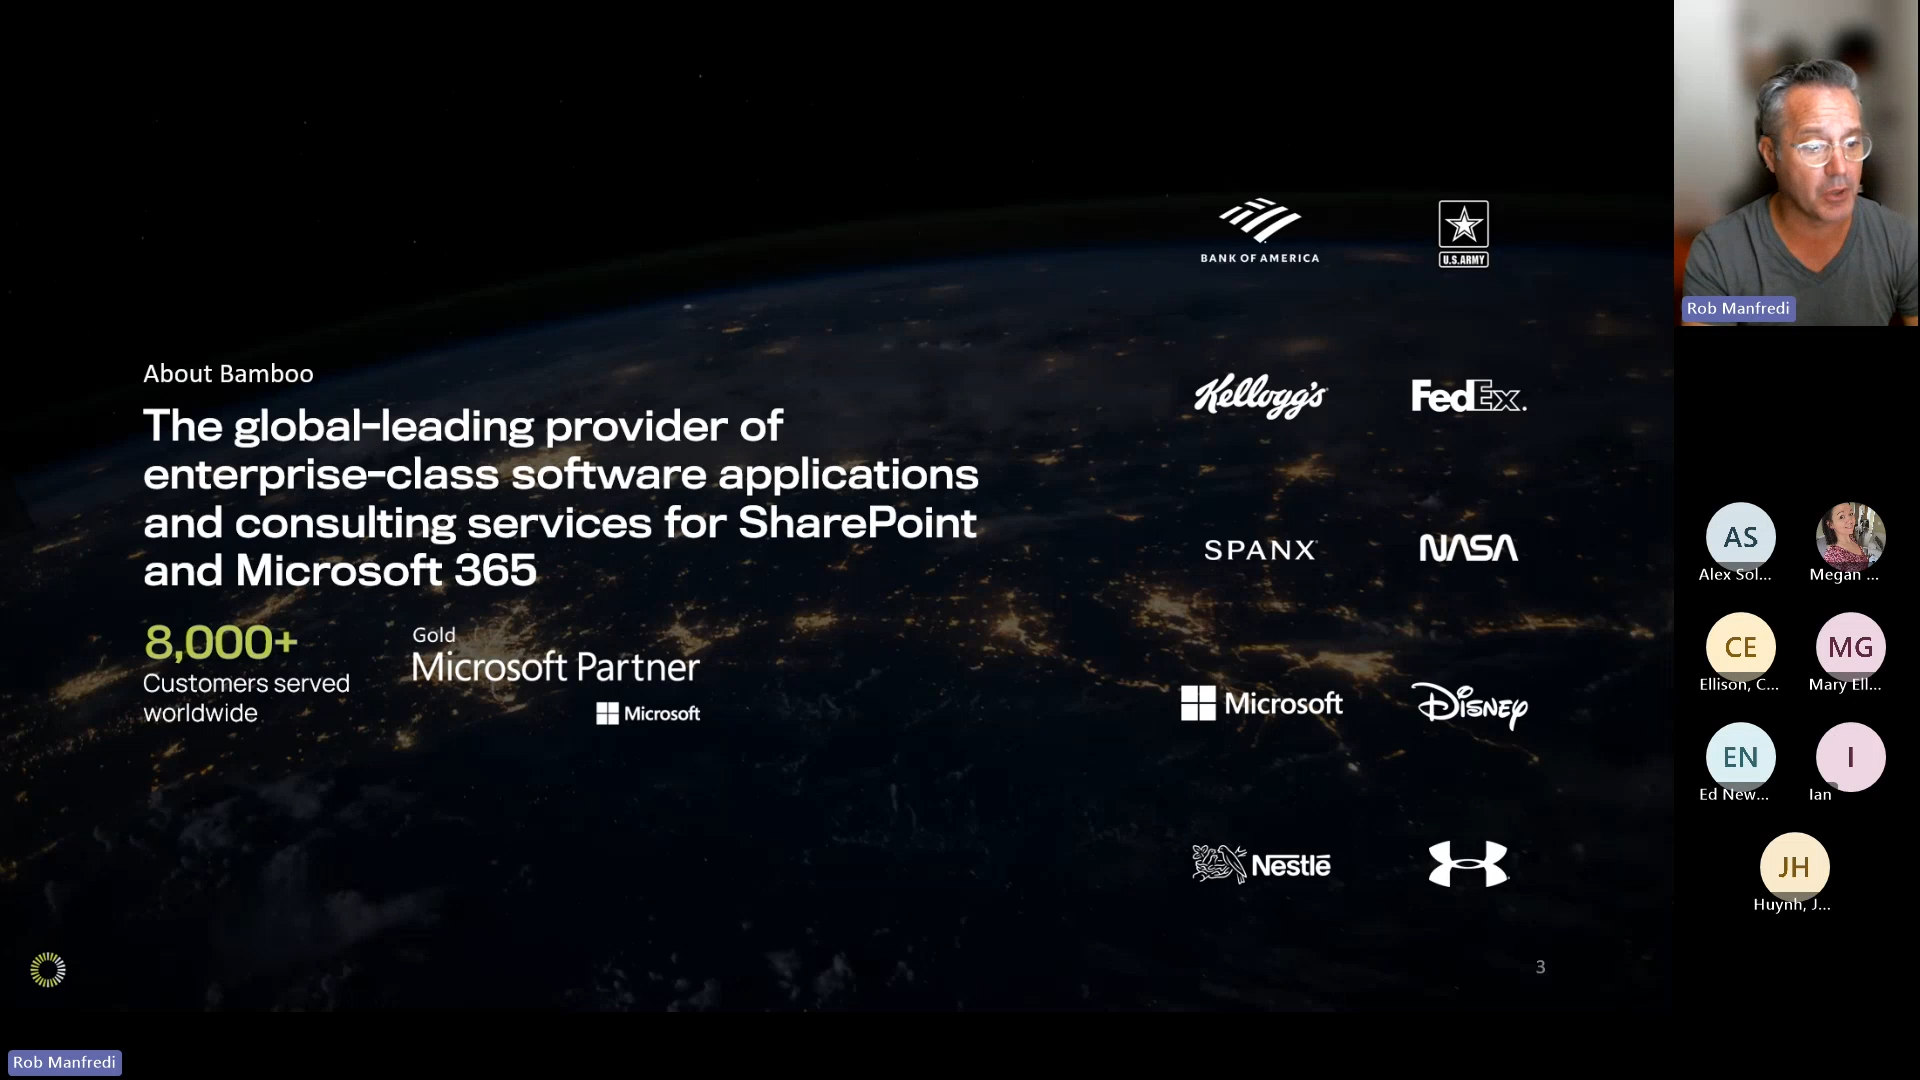 About Bamboo
The global-leading provider of
enterprise-class software applications
and consulting services for SharePoint
and Microsoft 365
8,000+
Customers served
worldwide
Gold
Microsoft Partner
Microsoft
BANK OF AMERICA
U.S.ARMY
Kellogg's
FedEx.
SPANX
NASA
Microsoft
DISNEY
Nestlé
3
Rob Manfredi
Rob Manfredi
AS
Alex Sol...
Megan ...
CE
Ellison, C...
MG
Mary Ell...
EN
Ed New...
I
Ian
JH
Huynh, J...